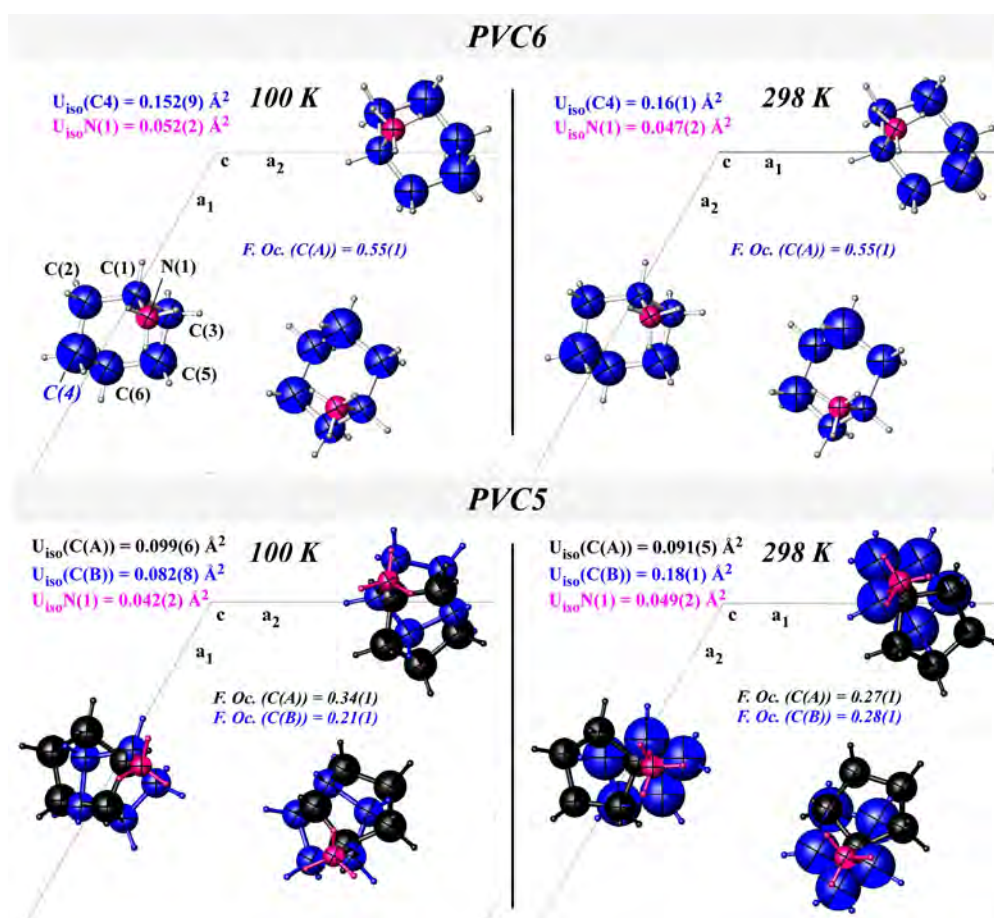 PVC6
Uiso(C4) = 0.152(9) Å2
UisoN(1) = 0.052(2) Å2
100 K
c
a2
a1
F. Oc. (C(A)) = 0.55(1)
C(2)
C(1)
N(1)
C(3)
C(4)
C(5)
C(6)
Uiso(C4) = 0.16(1) Å2
UisoN(1) = 0.047(2) Å2
298 K
c
a1
a2
F. Oc. (C(A)) = 0.55(1)
PVC5
Uiso(C(A)) = 0.099(6) Å2
Uiso(C(B)) = 0.082(8) Å2
UisoN(1) = 0.042(2) Å2
100 K
c
a2
a1
F. Oc. (C(A)) = 0.34(1)
F. Oc. (C(B)) = 0.21(1)
Uiso(C(A)) = 0.091(5) Å2
Uiso(C(B)) = 0.18(1) Å2
UisoN(1) = 0.049(2) Å2
298 K
c
a1
a2
F. Oc. (C(A)) = 0.27(1)
F. Oc. (C(B)) = 0.28(1)